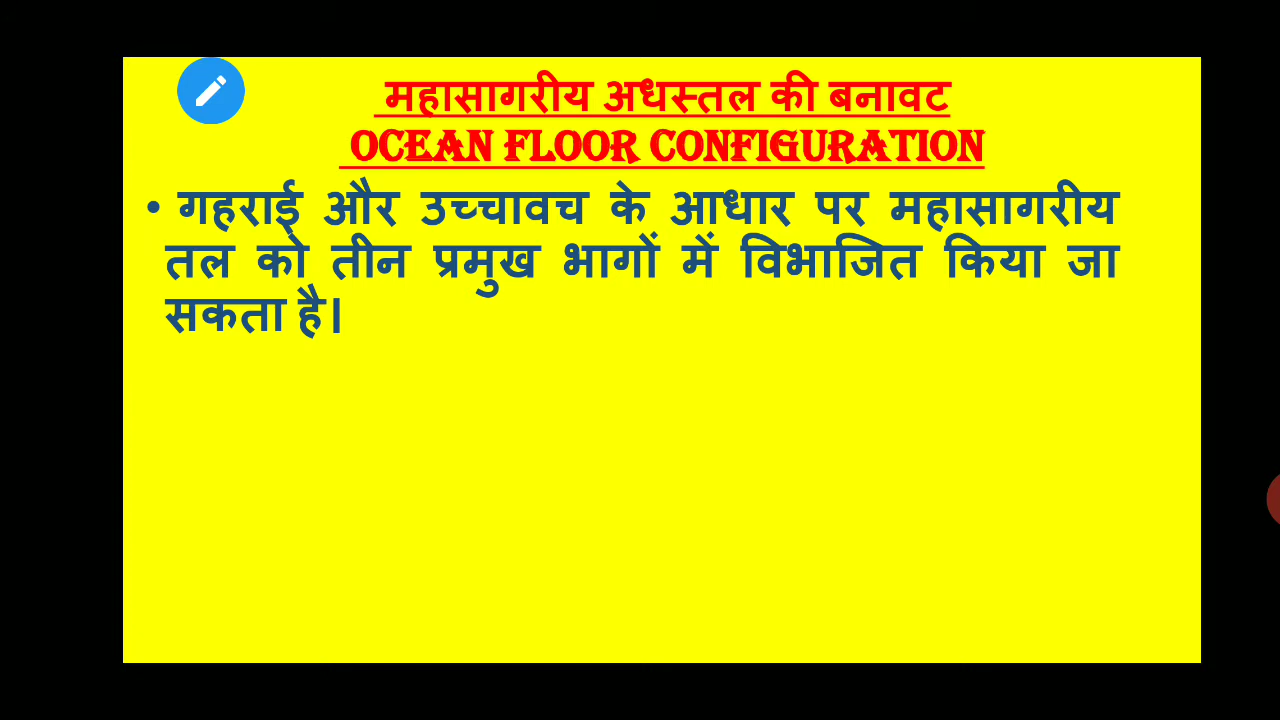 महासागरीय अधस्तल की बनावट
OCEAN FLOOR CONFIGURATION
• गहराई और उच्चावच के आधार पर महासागरीय
तल को तीन प्रमुख भागों में विभाजित किया जा
सकता है।